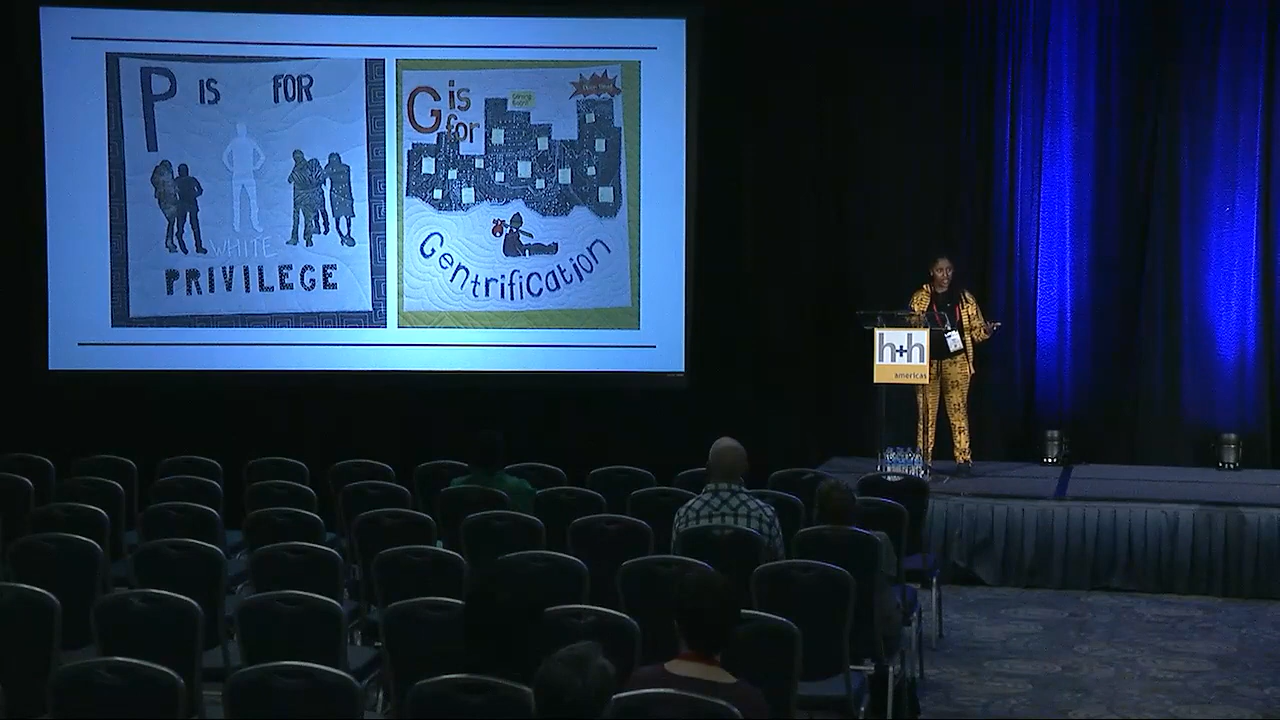 P IS FOR
WHITE
PRIVILEGE
G is
for
Gentrification
h+h
americas